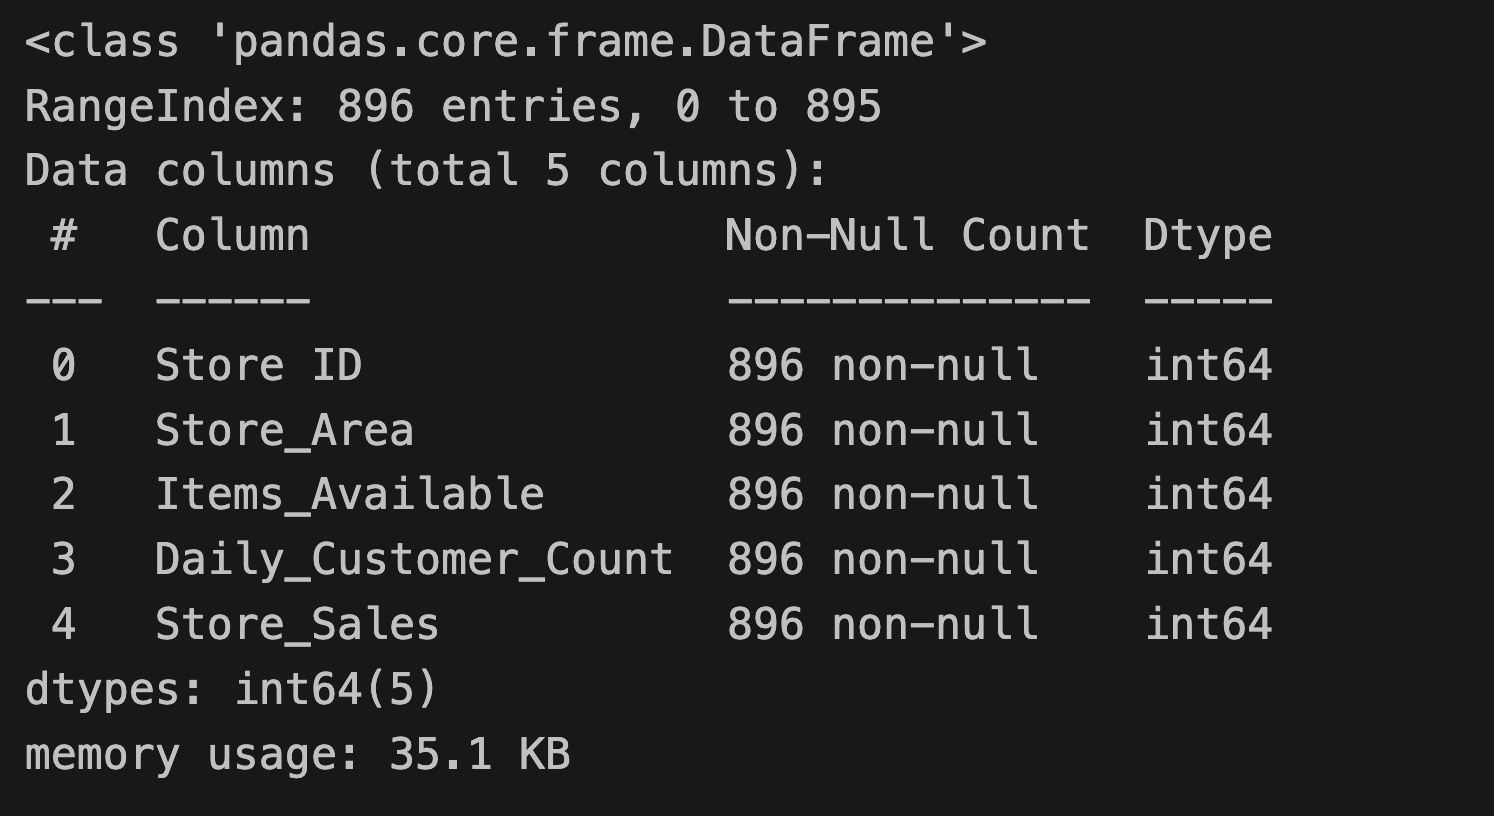 <class 'pandas.core.frame.DataFrame'>
RangeIndex: 896 entries, 0 to 895
Data columns (total 5 columns):
 #   Column                Non-Null Count  Dtype
---  ------                --------------  -----
 0   Store ID              896 non-null    int64
 1   Store_Area            896 non-null    int64
 2   Items_Available       896 non-null    int64
 3   Daily_Customer_Count  896 non-null    int64
 4   Store_Sales           896 non-null    int64
dtypes: int64(5)
memory usage: 35.1 KB